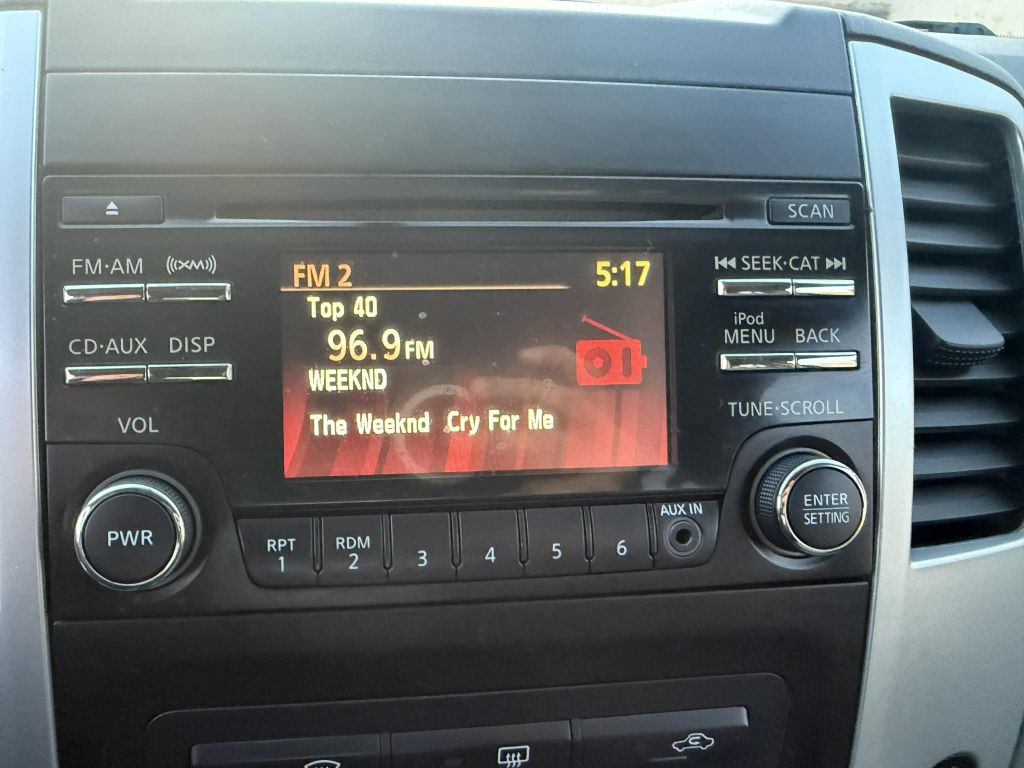 SCAN
FM·AM ((XM))
SEEK·CAT
CD·AUX DISP
iPod
MENU BACK
VOL
TUNE·SCROLL
FM 2 5:17
Top 40
96.9FM
WEEKND
The Weeknd Cry For Me
PWR
RPT
1
RDM
2
3
4
5
6
AUX IN
ENTER
SETTING